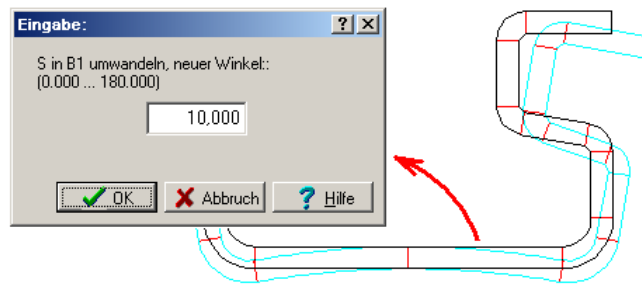 Eingabe:
S in B1 umwandeln, neuer Winkel::
(0.000 ... 180.000)
10,000
OK
Abbruch
Hilfe